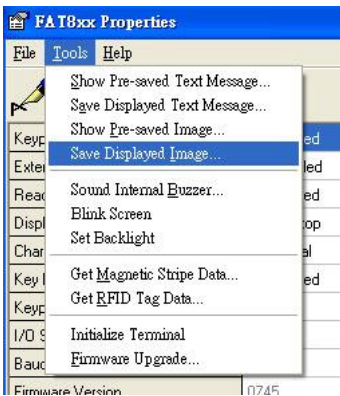 FAT8xx Properties
File Tools Help
Show Pre-saved Text Message...
Save Displayed Text Message...
Show Pre-saved Image...
Save Displayed Image...
Sound Internal Buzzer...
Blink Screen
Set Backlight
Get Magnetic Stripe Data...
Get RFID Tag Data...
Initialize Terminal
Firmware Upgrade...
Firmware Version 0745